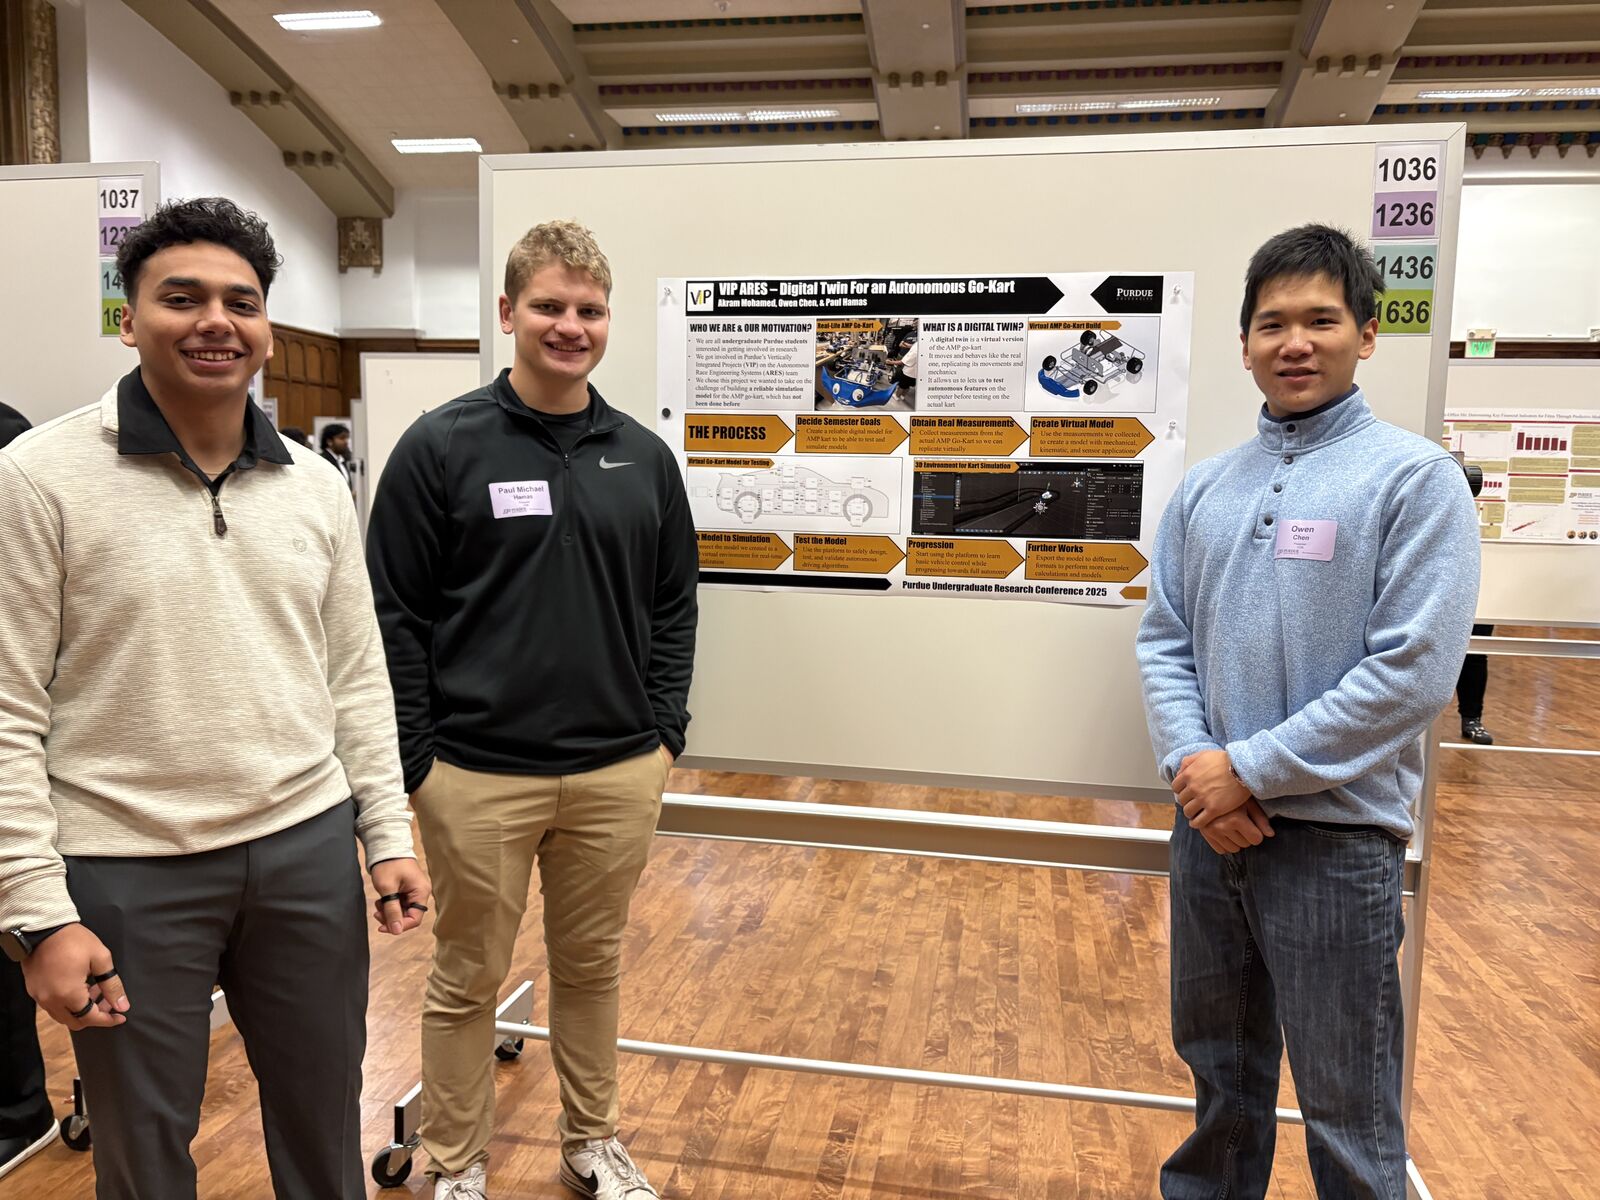 1037
1036
1236
1436
1636
VIP
VIP ARES – Digital Twin For an Autonomous Go-Kart
Akram Mohamed, Owen Chen, & Paul Hamas
PURDUE
UNIVERSITY
WHO WE ARE & OUR MOTIVATION?
We are all undergraduate Purdue students
interested in getting involved in research
We got involved in Purdue's Vertically
Integrated Projects (VIP) on the Autonomous
Race Engineering Systems (ARES) team
We chose this project we wanted to take on the
challenge of building a reliable simulation
model for the AMP go-kart, which has not
been done before
Real-Life AMP Go-Kart
WHAT IS A DIGITAL TWIN?
A digital twin is a virtual version
of the AMP go-kart
It moves and behaves like the real
one, replicating its movements and
mechanics
It allows us to lets us to test
autonomous features on the
computer before testing on the
actual kart
Virtual AMP Go-Kart Build
THE PROCESS
Decide Semester Goals
Create a reliable digital model for
AMP kart to be able to test and
simulate models
Obtain Real Measurements
Collect measurements from the
actual AMP Go-Kart so we can
replicate virtually
Create Virtual Model
Use the measurements we collected
to create a model with mechanical,
kinematic, and sensor applications
Virtual Go-Kart Model for Testing
3D Environment for Kart Simulation
Model to Simulation
the model we created to a
virtual environment for real-time
Test the Model
Use the platform to safely design,
test, and validate autonomous
driving algorithms
Progression
Start using the platform to learn
basic vehicle control while
progressing towards full autonomy
Further Works
Export the model to different
formats to perform more complex
calculations and models
Purdue Undergraduate Research Conference 2025
Paul Michael
Hamas
Owen
Chen